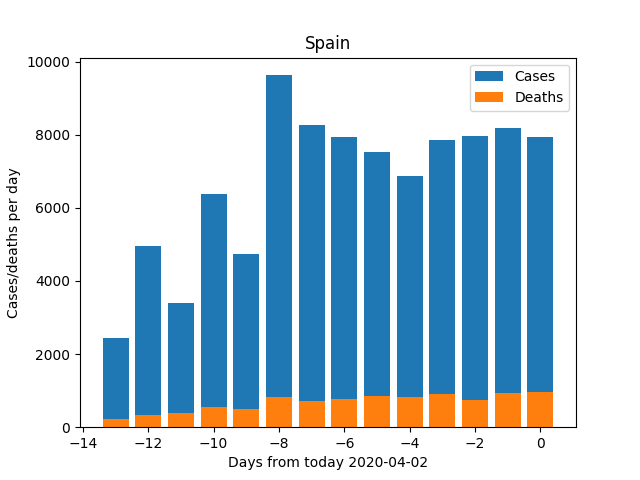 Spain
Cases
Deaths
Cases/deaths per day
10000
8000
6000
4000
2000
0
−14 −12 −10 −8 −6 −4 −2 0
Days from today 2020-04-02